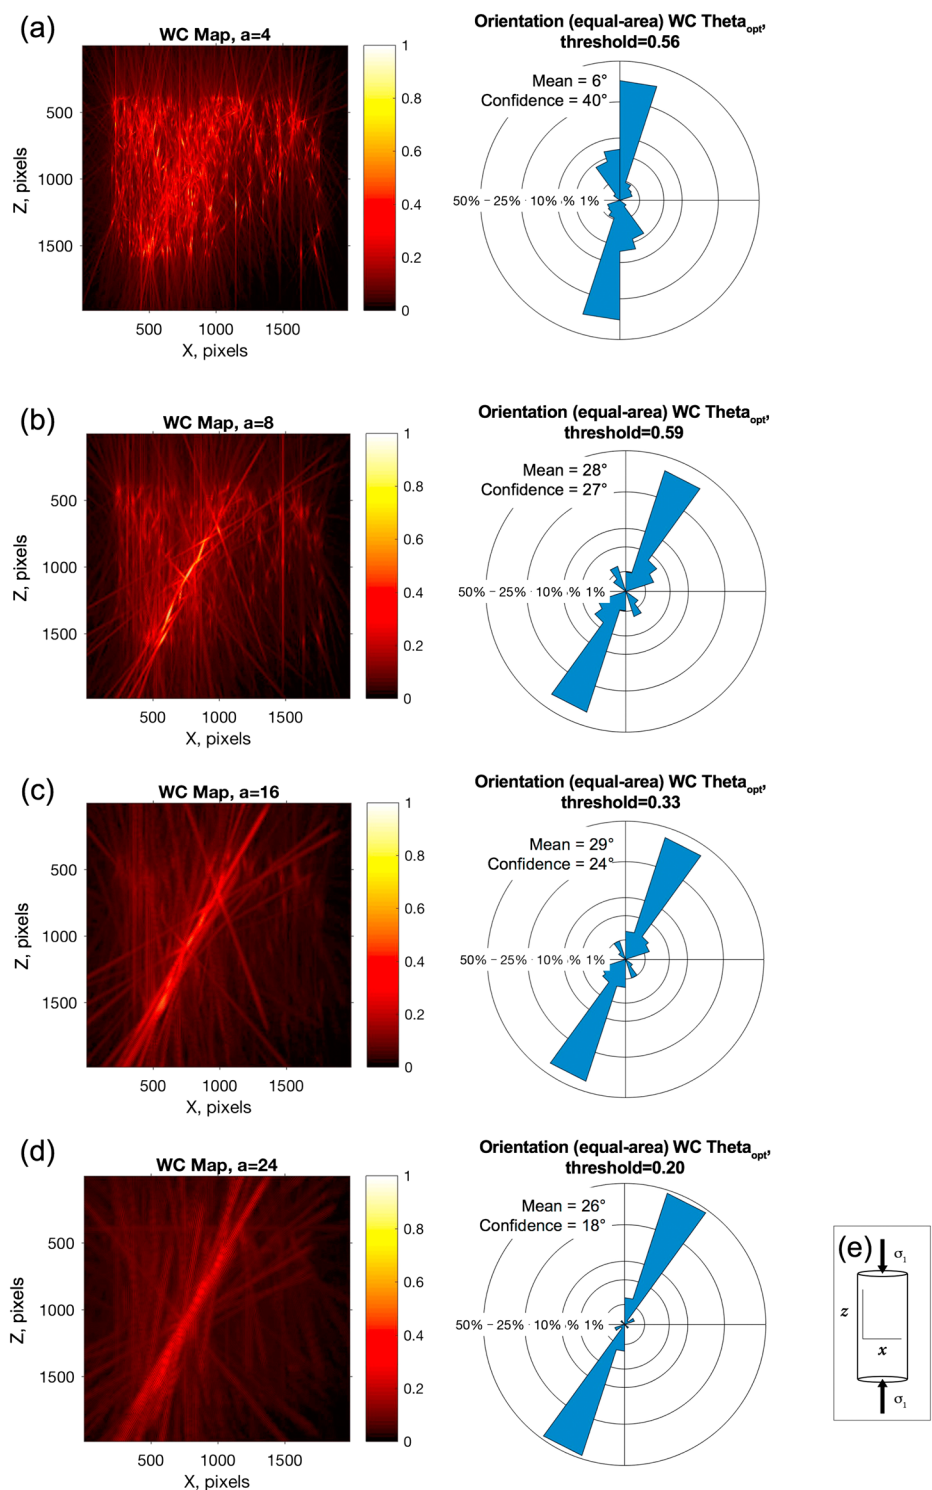 (a)
WC Map, a=4
Z, pixels
500
1000
1500
500 1000 1500
X, pixels
1
0.8
0.6
0.4
0.2
0
Orientation (equal-area) WC Theta_opt,
threshold=0.56
Mean = 6°
Confidence = 40°
50% 25% 10% % 1%
(b)
WC Map, a=8
Z, pixels
500
1000
1500
500 1000 1500
X, pixels
1
0.8
0.6
0.4
0.2
0
Orientation (equal-area) WC Theta_opt,
threshold=0.59
Mean = 28°
Confidence = 27°
50% 25% 10% % 1%
(c)
WC Map, a=16
Z, pixels
500
1000
1500
500 1000 1500
X, pixels
1
0.8
0.6
0.4
0.2
0
Orientation (equal-area) WC Theta_opt,
threshold=0.33
Mean = 29°
Confidence = 24°
50% 25% 10% % 1%
(d)
WC Map, a=24
Z, pixels
500
1000
1500
500 1000 1500
X, pixels
1
0.8
0.6
0.4
0.2
0
Orientation (equal-area) WC Theta_opt,
threshold=0.20
Mean = 26°
Confidence = 18°
50% 25% 10% % 1%
(e)
σ₁
z
x
σ₁